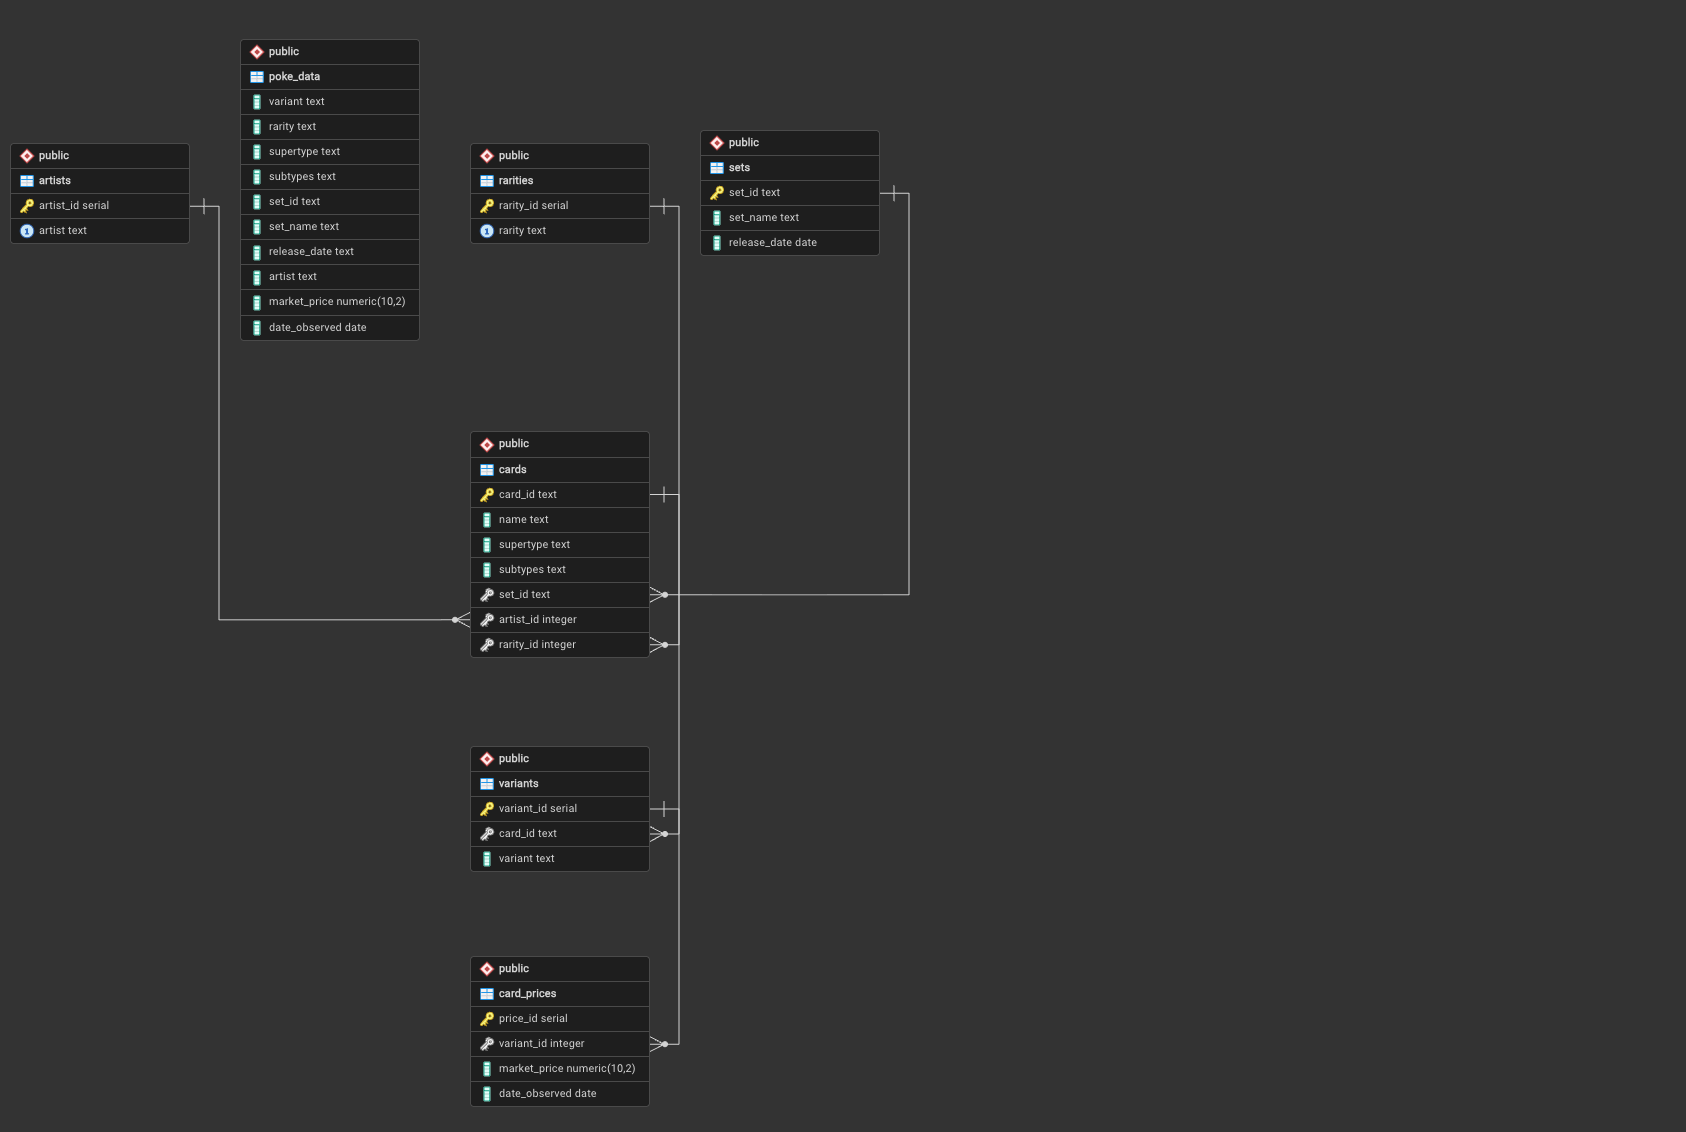 public
poke_data
variant text
rarity text
supertype text
subtypes text
set_id text
set_name text
release_date text
artist text
market_price numeric(10,2)
date_observed date
public
artists
artist_id serial
1 artist text
public
rarities
rarity_id serial
1 rarity text
public
sets
set_id text
set_name text
release_date date
public
cards
card_id text
name text
supertype text
subtypes text
set_id text
artist_id integer
rarity_id integer
public
variants
variant_id serial
card_id text
variant text
public
card_prices
price_id serial
variant_id integer
market_price numeric(10,2)
date_observed date